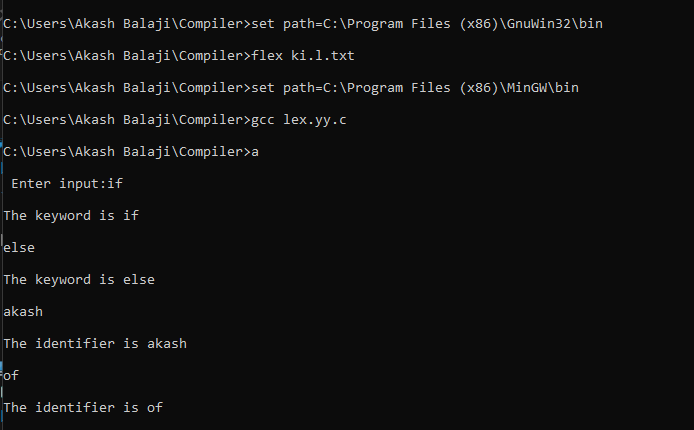 C:\Users\Akash Balaji\Compiler>set path=C:\Program Files (x86)\GnuWin32\bin
C:\Users\Akash Balaji\Compiler>flex ki.l.txt
C:\Users\Akash Balaji\Compiler>set path=C:\Program Files (x86)\MinGW\bin
C:\Users\Akash Balaji\Compiler>gcc lex.yy.c
C:\Users\Akash Balaji\Compiler>a
Enter input:if
The keyword is if
else
The keyword is else
akash
The identifier is akash
of
The identifier is of